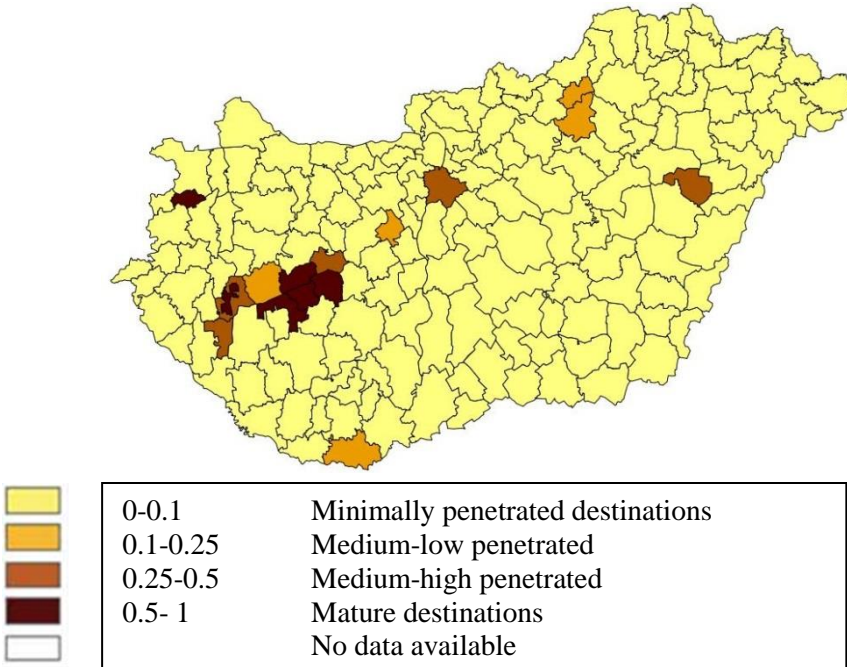 0-0.1 Minimally penetrated destinations
0.1-0.25 Medium-low penetrated
0.25-0.5 Medium-high penetrated
0.5- 1 Mature destinations
No data available